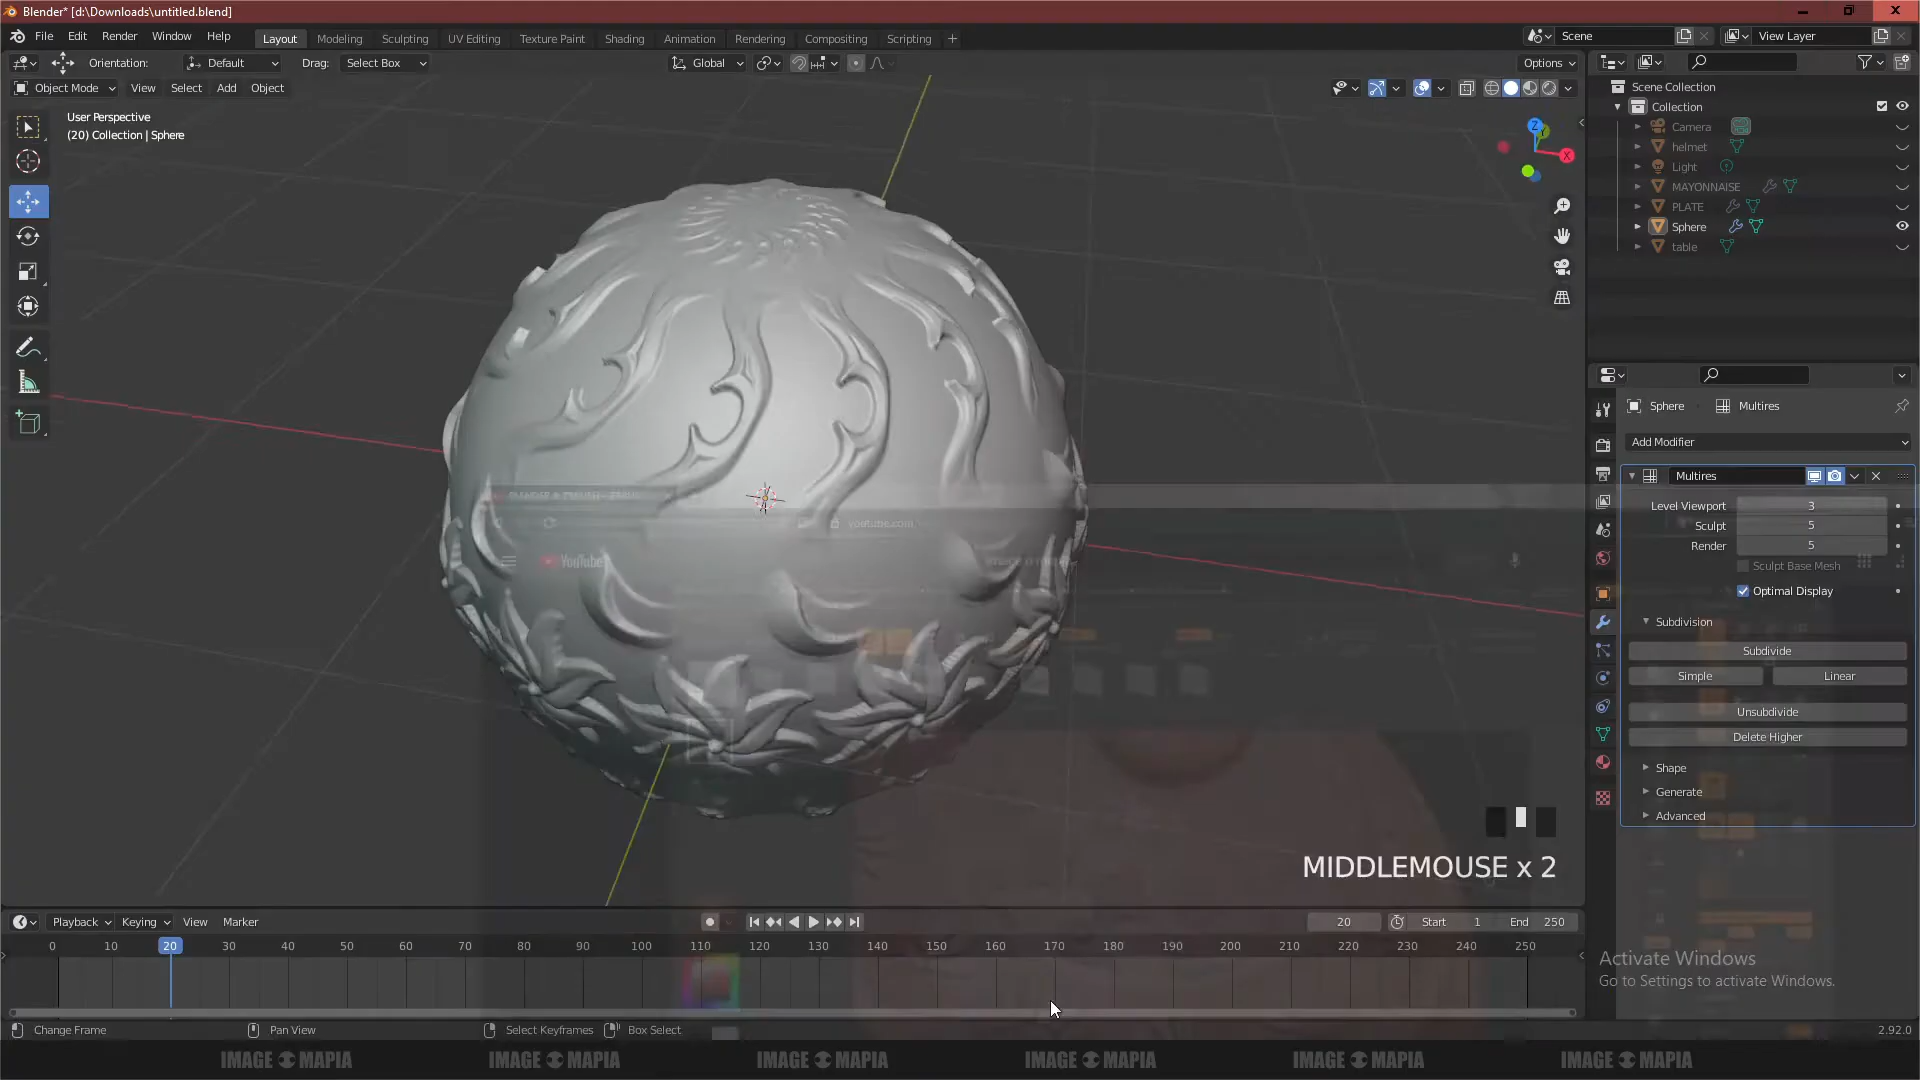 Blender* [d:\Downloads\untitled.blend]
File Edit Render Window Help Layout Modeling Sculpting UV Editing Texture Paint Shading Animation Rendering Compositing Scripting + Scene View Layer
Orientation: Default Drag: Select Box Global Options
Object Mode View Select Add Object
User Perspective
(20) Collection | Sphere
Z
Y
X
Scene Collection
Collection
Camera
helmet
Light
MAYONNAISE
PLATE
Sphere
table
Sphere Multires
Add Modifier
Multires
Level Viewport 3
Sculpt 5
Render 5
Sculpt Base Mesh
Optimal Display
Subdivision
Subdivide
Simple Linear
Unsubdivide
Delete Higher
Shape
Generate
Advanced
youtube.com
YouTube
MIDDLEMOUSE x 2
Playback Keying View Marker 20 Start 1 End 250
0 10 20 30 40 50 60 70 80 90 100 110 120 130 140 150 160 170 180 190 200 210 220 230 240 250
Activate Windows
Go to Settings to activate Windows.
Change Frame Pan View Select Keyframes Box Select 2.92.0
IMAGE MAPIA IMAGE MAPIA IMAGE MAPIA IMAGE MAPIA IMAGE MAPIA IMAGE MAPIA